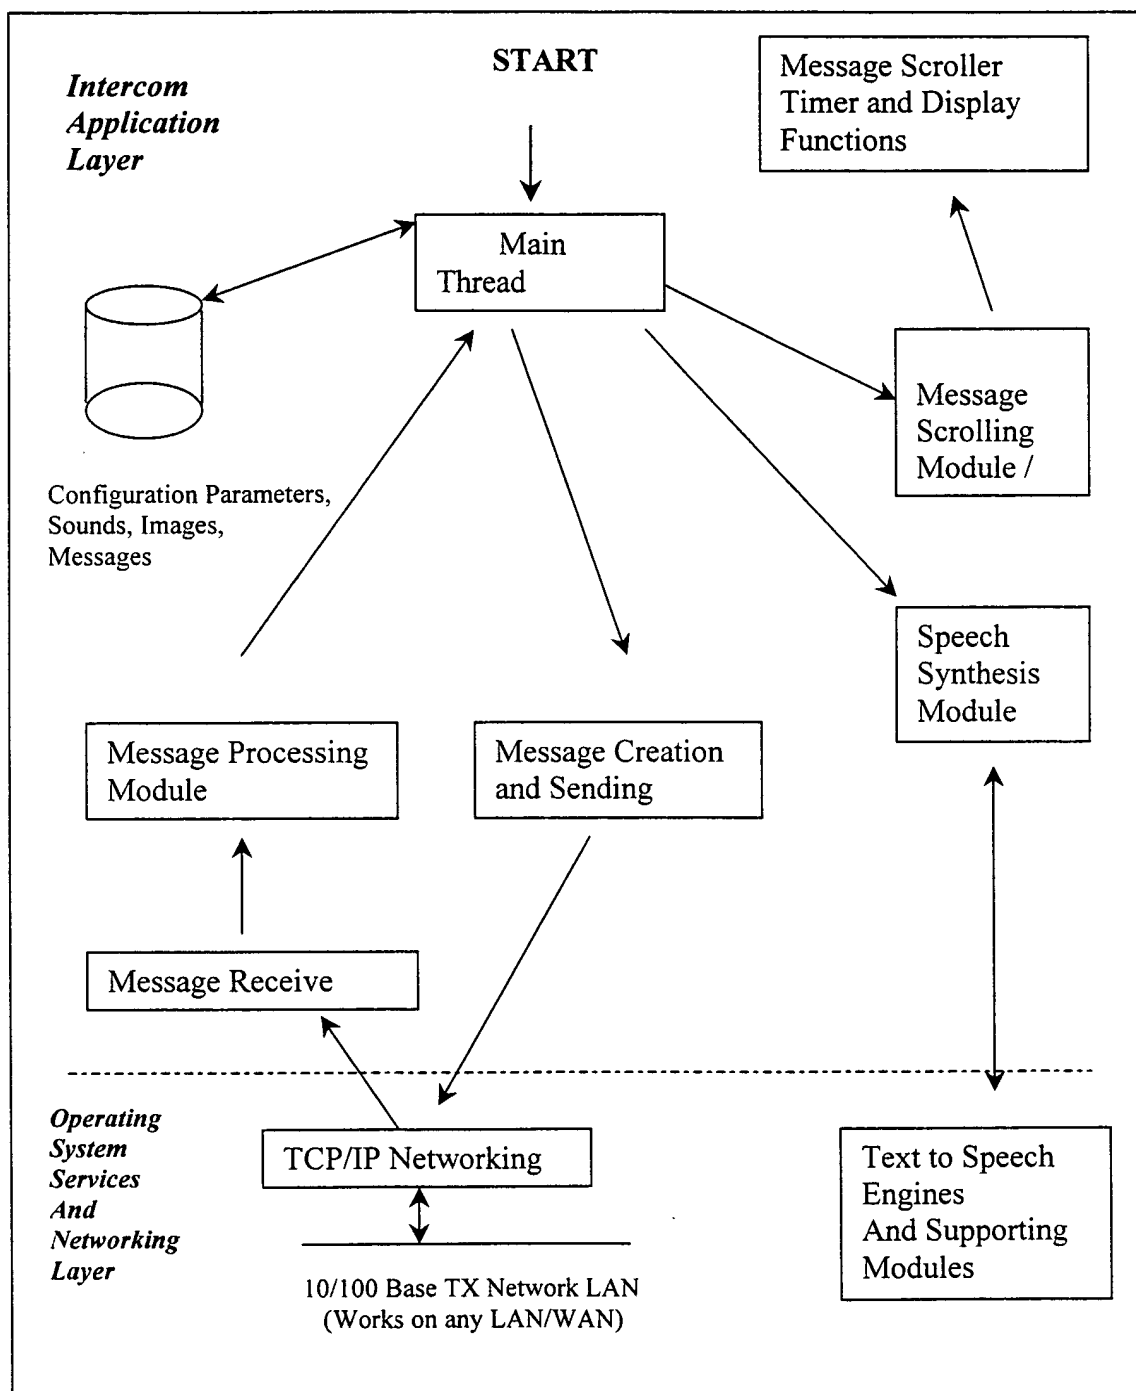 START
Intercom
Application
Layer
Message Scroller
Timer and Display
Functions
Main
Thread
Message
Scrolling
Module /
Configuration Parameters,
Sounds, Images,
Messages
Speech
Synthesis
Module
Message Processing
Module
Message Creation
and Sending
Message Receive
Operating
System
Services
And
Networking
Layer
TCP/IP Networking
10/100 Base TX Network LAN
(Works on any LAN/WAN)
Text to Speech
Engines
And Supporting
Modules